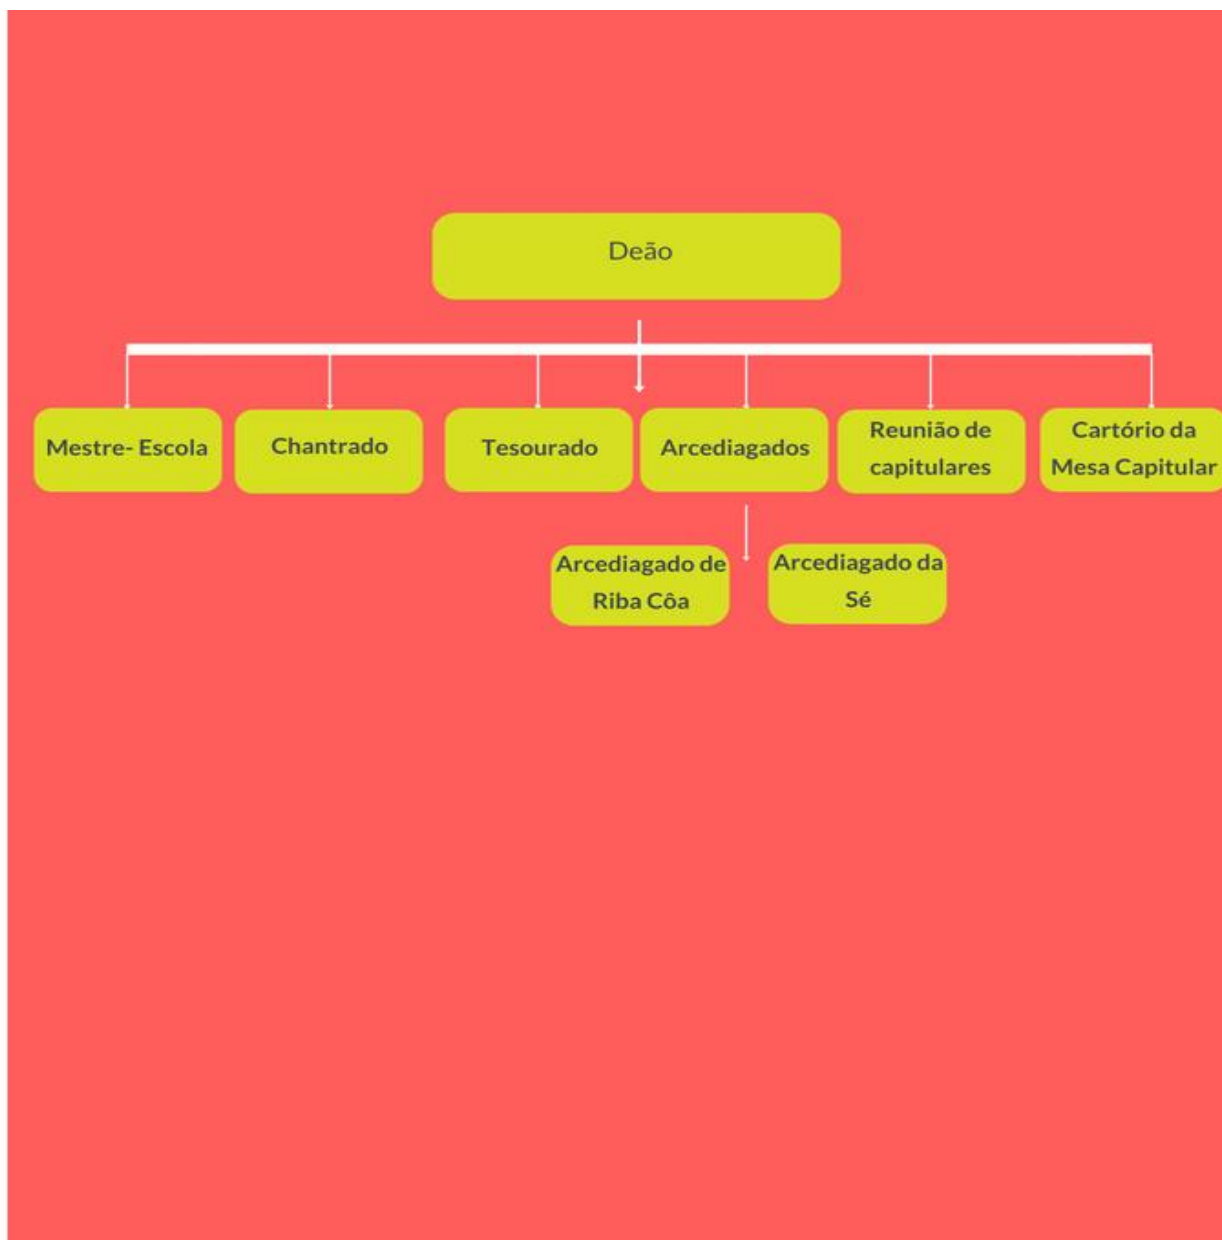 Deão
Mestre- Escola
Chantrado
Tesourado
Arcediagados
Reunião de
capitulares
Cartório da
Mesa Capitular
Arcediagado de
Riba Côa
Arcediagado da
Sé